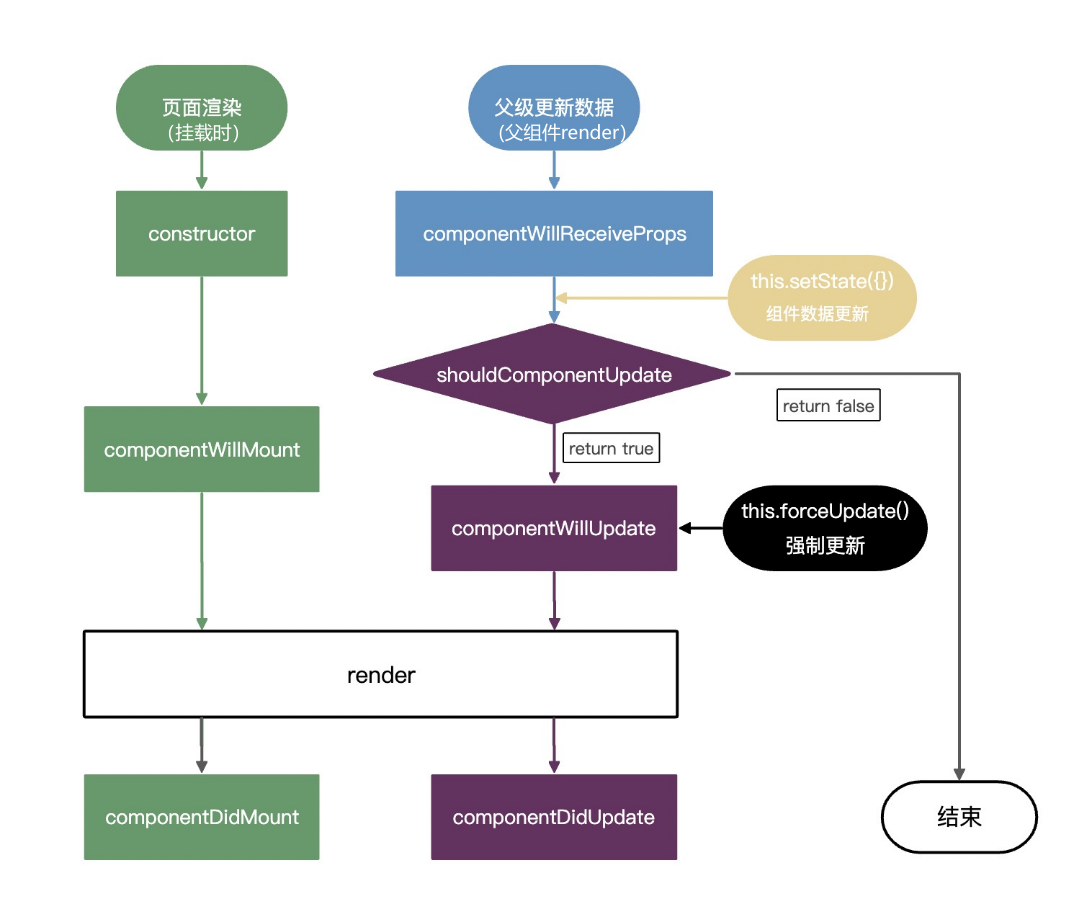 页面渲染
(挂载时)
父级更新数据
(父组件render)
constructor
componentWillReceiveProps
this.setState({})
组件数据更新
shouldComponentUpdate
return false
return true
componentWillMount
componentWillUpdate
this.forceUpdate()
强制更新
render
componentDidMount
componentDidUpdate
结束